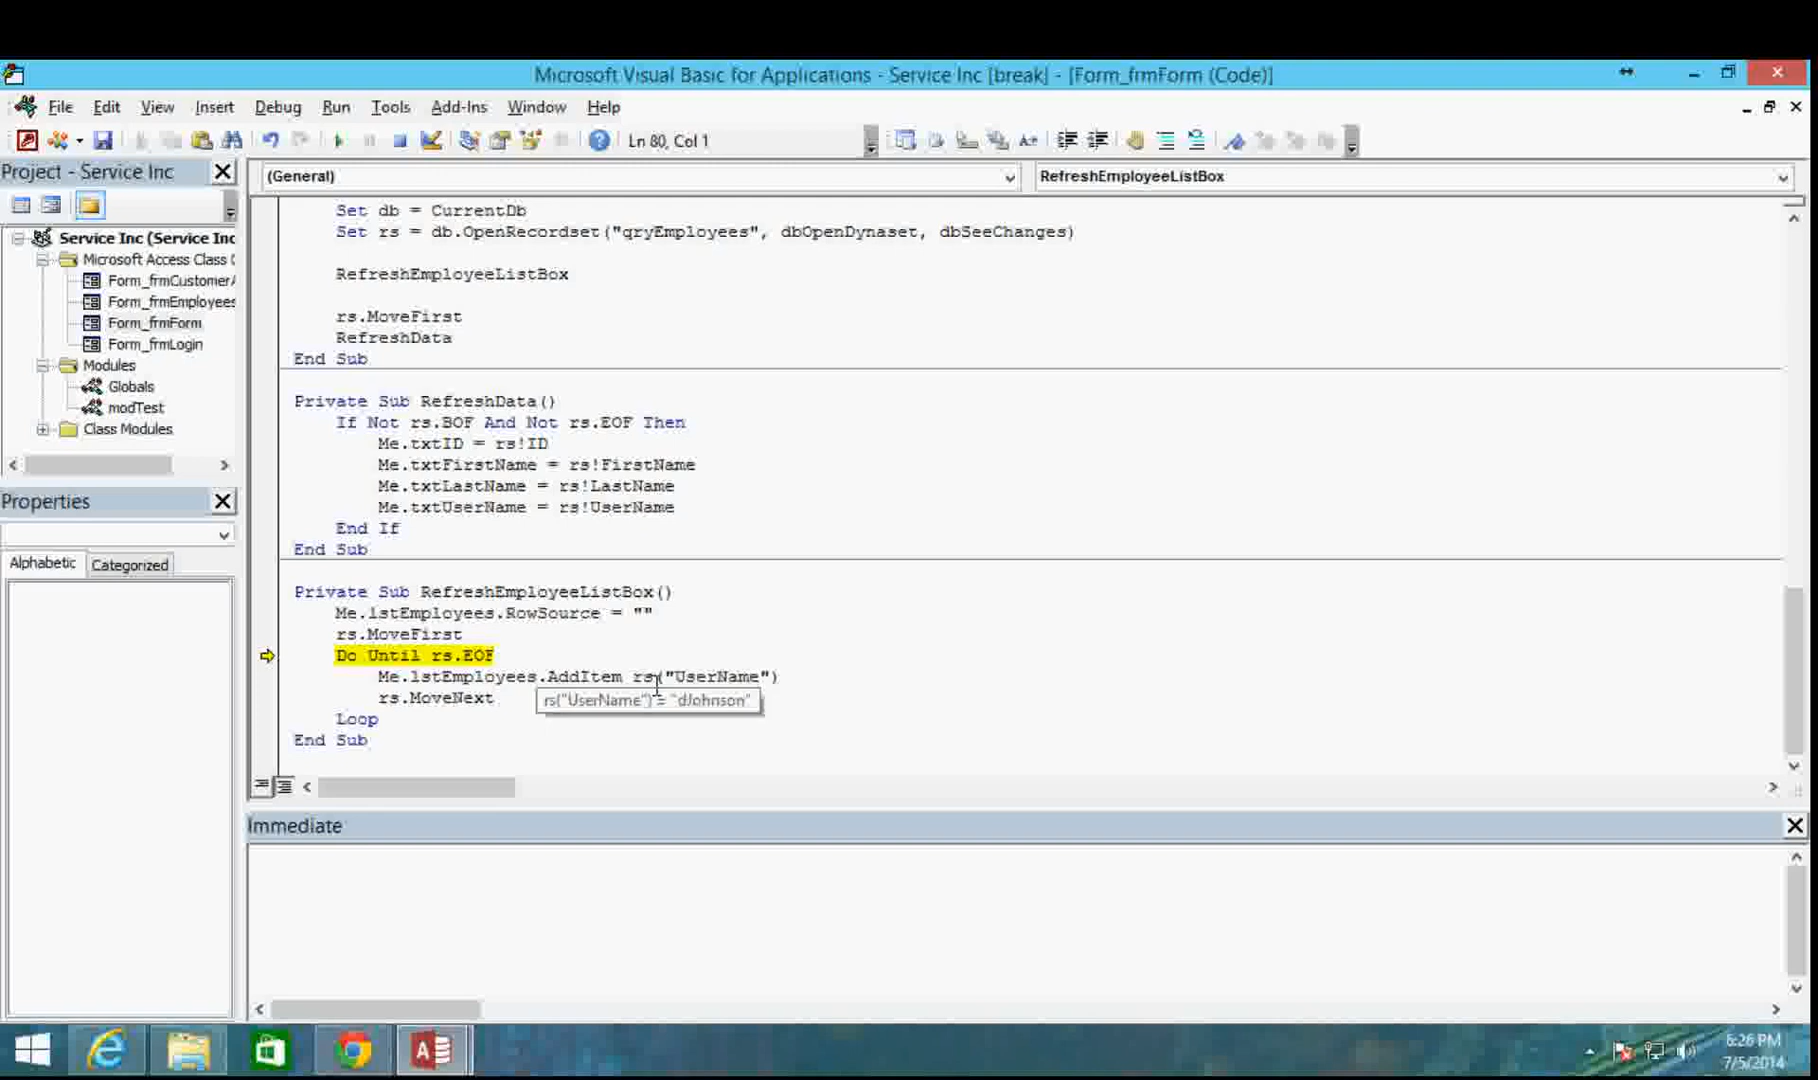 Microsoft Visual Basic for Applications - Service Inc [break] - [Form_frmForm (Code)]
File Edit View Insert Debug Run Tools Add-Ins Window Help
Ln 80, Col 1
Project - Service Inc
(General)
RefreshEmployeeListBox
Service Inc (Service Inc
Microsoft Access Class
Form_frmCustomer
Form_frmEmployees
Form_frmForm
Form_frmLogin
Modules
Globals
modTest
Class Modules
Properties
Alphabetic
Categorized
Set db = CurrentDb
Set rs = db.OpenRecordset("qryEmployees", dbOpenDynaset, dbSeeChanges)
RefreshEmployeeListBox
rs.MoveFirst
RefreshData
End Sub
Private Sub RefreshData()
If Not rs.BOF And Not rs.EOF Then
Me.txtID = rs!ID
Me.txtFirstName = rs!FirstName
Me.txtLastName = rs!LastName
Me.txtUserName = rs!UserName
End If
End Sub
Private Sub RefreshEmployeeListBox()
Me.lstEmployees.RowSource = ""
rs.MoveFirst
Do Until rs.EOF
Me.lstEmployees.AddItem rs("UserName")
rs.MoveNext
rs("UserName") = "dJohnson"
Loop
End Sub
Immediate
6:26 PM
7/5/2014